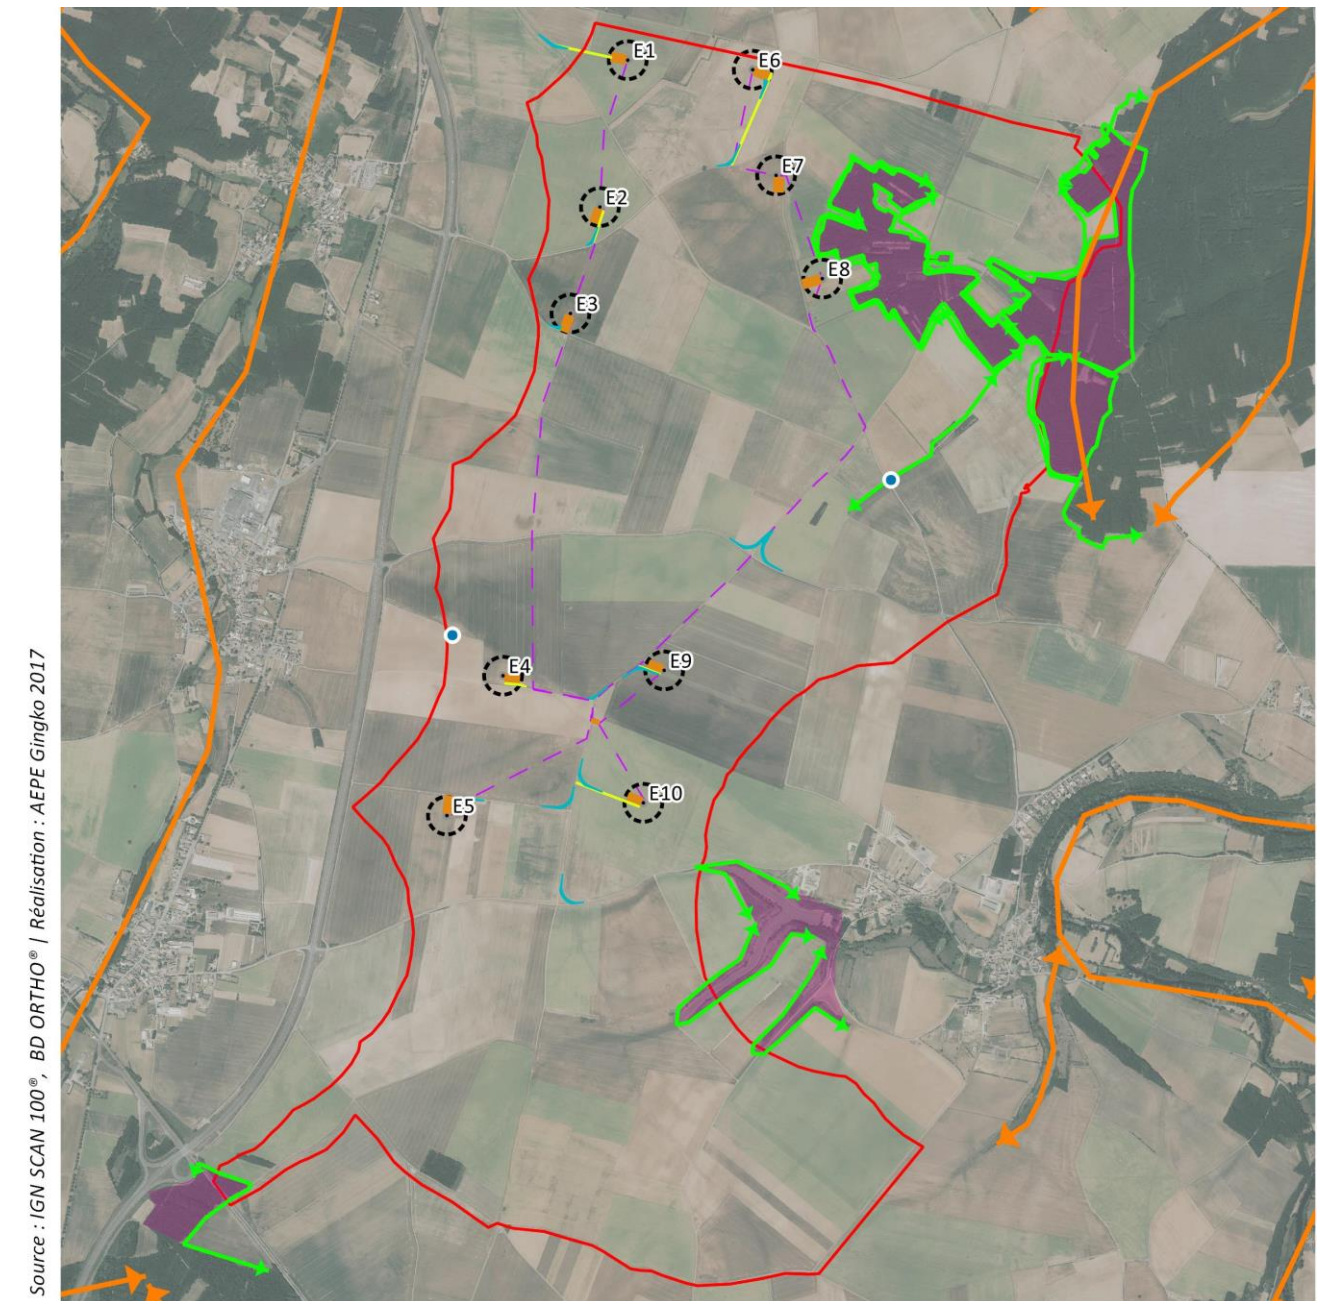 E1
E6
E7
E2
E8
E3
E4
E9
E5
E10
Source : IGN SCAN 100®, BD ORTHO® | Réalisation : AEPE Gingko 2017